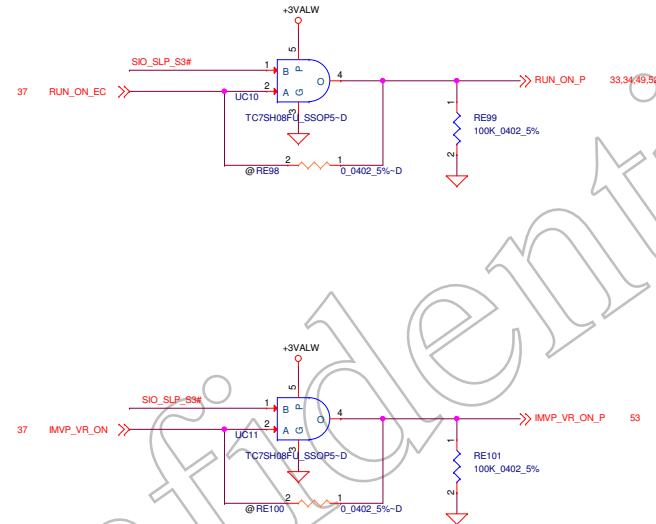 +3VALW
SIO_SLP_S3#
1
B
P
5
O
4
37
RUN_ON_EC
2
A
G
3
UC10
TC7SH08FU_SSOP5~D
RUN_ON_P
33,34,49,52
1
RE99
100K_0402_5%
2
2
1
@RE98
0_0402_5%~D
+3VALW
SIO_SLP_S3#
1
B
P
5
O
4
37
IMVP_VR_ON
2
A
G
3
UC11
TC7SH08FU_SSOP5~D
IMVP_VR_ON_P
53
1
RE101
100K_0402_5%
2
2
1
@RE100
0_0402_5%~D